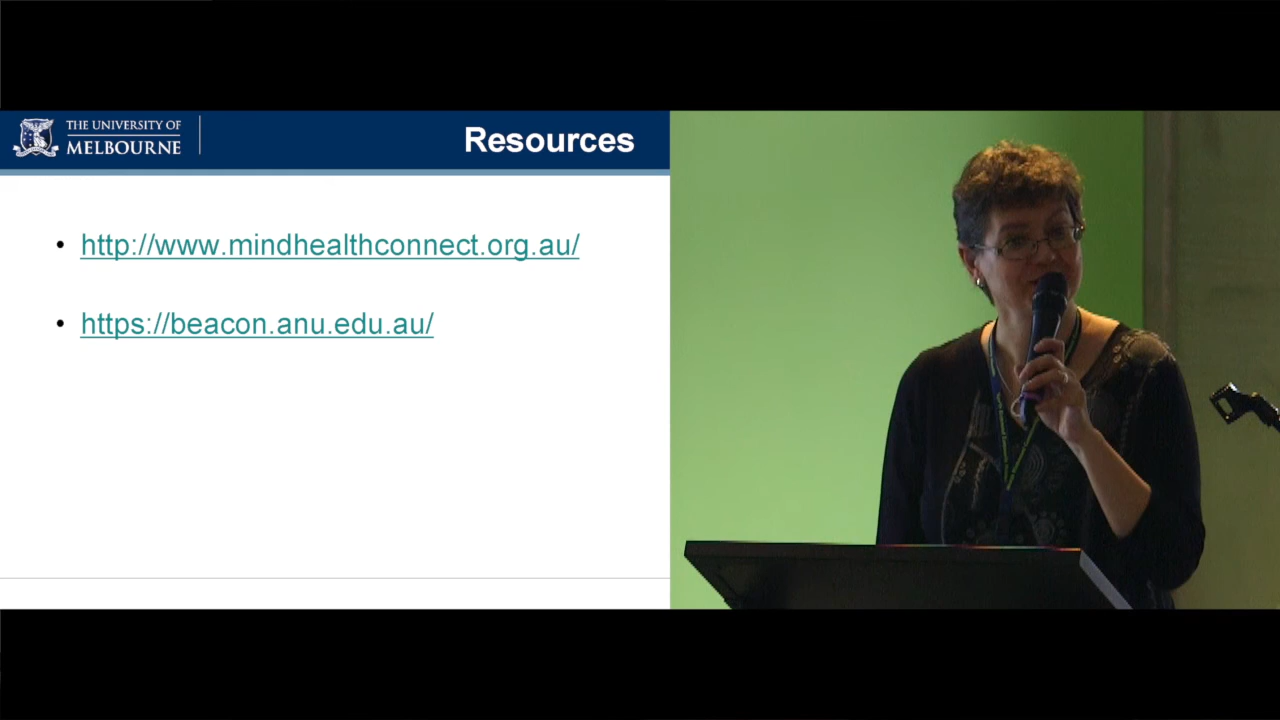 THE UNIVERSITY OF
MELBOURNE
Resources
• http://www.mindhealthconnect.org.au/
• https://beacon.anu.edu.au/